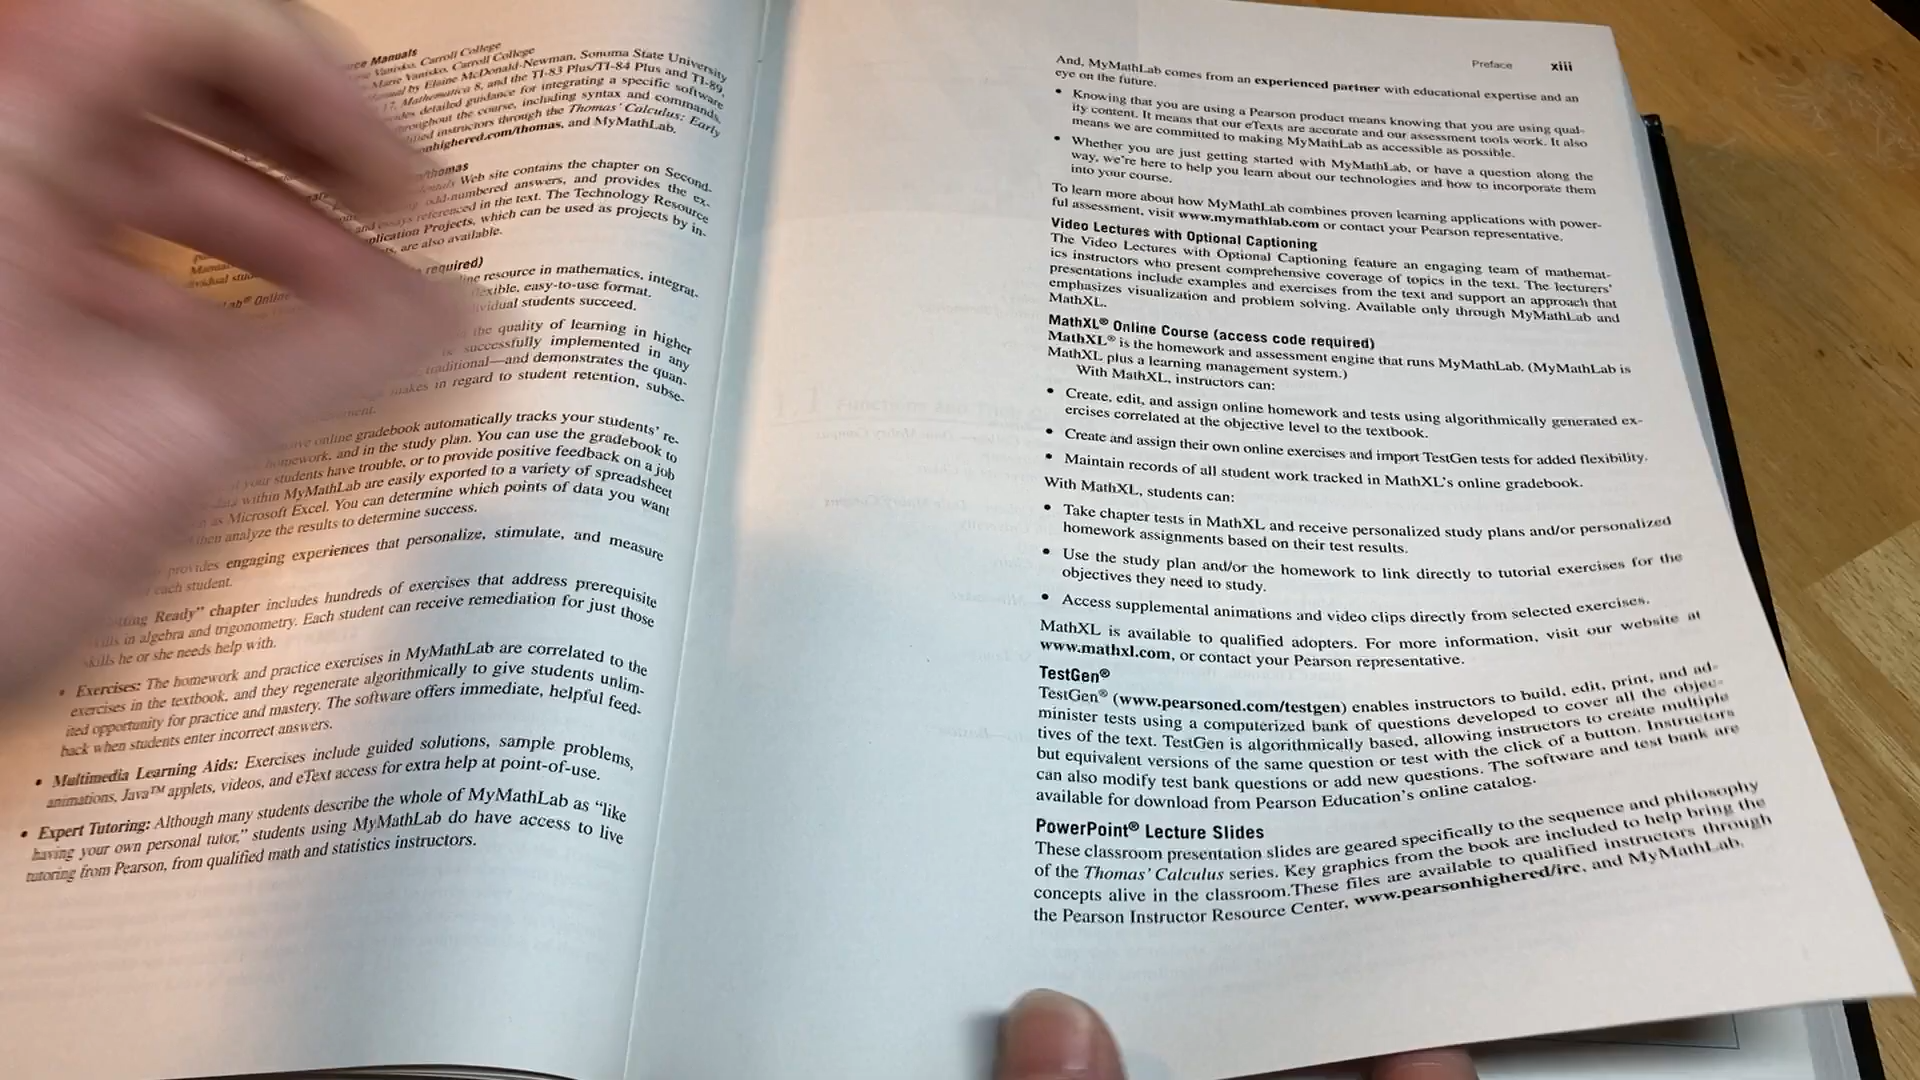 rce Manuals
Vanisko, Carroll College
Marie Vanisko, Carroll College
anual by Elaine McDonald-Newman, Sonoma State University
17, Mathematica 8, and the TI-83 Plus/TI-84 Plus and TI-89,
des detailed guidance for integrating a specific software
roughout the course, including syntax and commands.
ified instructors through the Thomas' Calculus: Early
onhighered.com/thomas, and MyMathLab.
/thomas
Web site contains the chapter on Second-
odd-numbered answers, and provides the ex-
and essays referenced in the text. The Technology Resource
plication Projects, which can be used as projects by in-
ts, are also available.
required)
line resource in mathematics, integrat-
exible, easy-to-use format.
ividual students succeed.
the quality of learning in higher
successfully implemented in any
traditional—and demonstrates the quan-
makes in regard to student retention, subse-
ive online gradebook automatically tracks your students' re-
homework, and in the study plan. You can use the gradebook to
your students have trouble, or to provide positive feedback on a job
data within MyMathLab are easily exported to a variety of spreadsheet
as Microsoft Excel. You can determine which points of data you want
then analyze the results to determine success.
provides engaging experiences that personalize, stimulate, and measure
each student.
tting Ready” chapter includes hundreds of exercises that address prerequisite
skills in algebra and trigonometry. Each student can receive remediation for just those
skills he or she needs help with.
• Exercises: The homework and practice exercises in MyMathLab are correlated to the
exercises in the textbook, and they regenerate algorithmically to give students unlim-
ited opportunity for practice and mastery. The software offers immediate, helpful feed-
back when students enter incorrect answers.
• Multimedia Learning Aids: Exercises include guided solutions, sample problems,
animations, Java™ applets, videos, and eText access for extra help at point-of-use.
• Expert Tutoring: Although many students describe the whole of MyMathLab as “like
having your own personal tutor,” students using MyMathLab do have access to live
tutoring from Pearson, from qualified math and statistics instructors.
Preface xiii
And, MyMathLab comes from an experienced partner with educational expertise and an
eye on the future.
• Knowing that you are using a Pearson product means knowing that you are using qual-
ity content. It means that our eTexts are accurate and our assessment tools work. It also
means we are committed to making MyMathLab as accessible as possible.
• Whether you are just getting started with MyMathLab, or have a question along the
way, we're here to help you learn about our technologies and how to incorporate them
into your course.
To learn more about how MyMathLab combines proven learning applications with power-
ful assessment, visit www.mymathlab.com or contact your Pearson representative.
Video Lectures with Optional Captioning
The Video Lectures with Optional Captioning feature an engaging team of mathemat-
ics instructors who present comprehensive coverage of topics in the text. The lecturers'
presentations include examples and exercises from the text and support an approach that
emphasizes visualization and problem solving. Available only through MyMathLab and
MathXL.
MathXL® Online Course (access code required)
MathXL® is the homework and assessment engine that runs MyMathLab. (MyMathLab is
MathXL plus a learning management system.)
With MathXL, instructors can:
• Create, edit, and assign online homework and tests using algorithmically generated ex-
ercises correlated at the objective level to the textbook.
• Create and assign their own online exercises and import TestGen tests for added flexibility.
• Maintain records of all student work tracked in MathXL's online gradebook.
With MathXL, students can:
• Take chapter tests in MathXL and receive personalized study plans and/or personalized
homework assignments based on their test results.
• Use the study plan and/or the homework to link directly to tutorial exercises for the
objectives they need to study.
• Access supplemental animations and video clips directly from selected exercises.
MathXL is available to qualified adopters. For more information, visit our website at
www.mathxl.com, or contact your Pearson representative.
TestGen®
TestGen® (www.pearsoned.com/testgen) enables instructors to build, edit, print, and ad-
minister tests using a computerized bank of questions developed to cover all the objec-
tives of the text. TestGen is algorithmically based, allowing instructors to create multiple
but equivalent versions of the same question or test with the click of a button. Instructors
can also modify test bank questions or add new questions. The software and test bank are
available for download from Pearson Education's online catalog.
PowerPoint® Lecture Slides
These classroom presentation slides are geared specifically to the sequence and philosophy
of the Thomas' Calculus series. Key graphics from the book are included to help bring the
concepts alive in the classroom.These files are available to qualified instructors through
the Pearson Instructor Resource Center, www.pearsonhighered/irc, and MyMathLab.